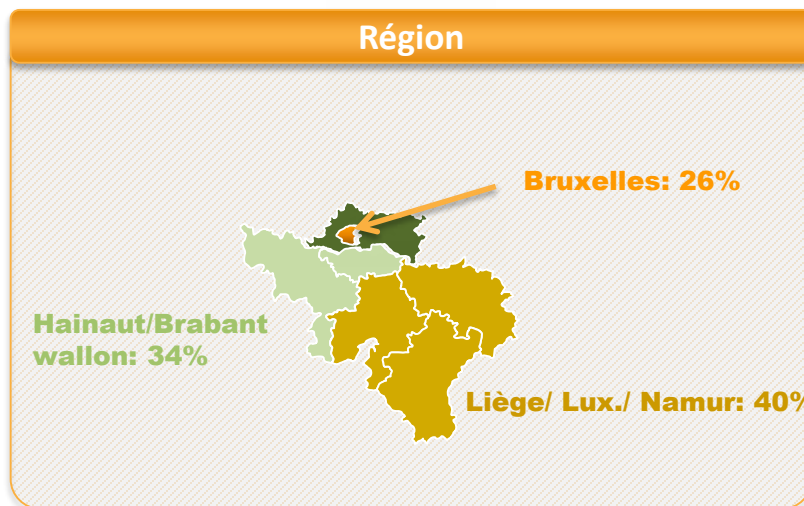 Région
Bruxelles: 26%
Hainaut/Brabant
wallon: 34%
Liège/ Lux./ Namur: 40%